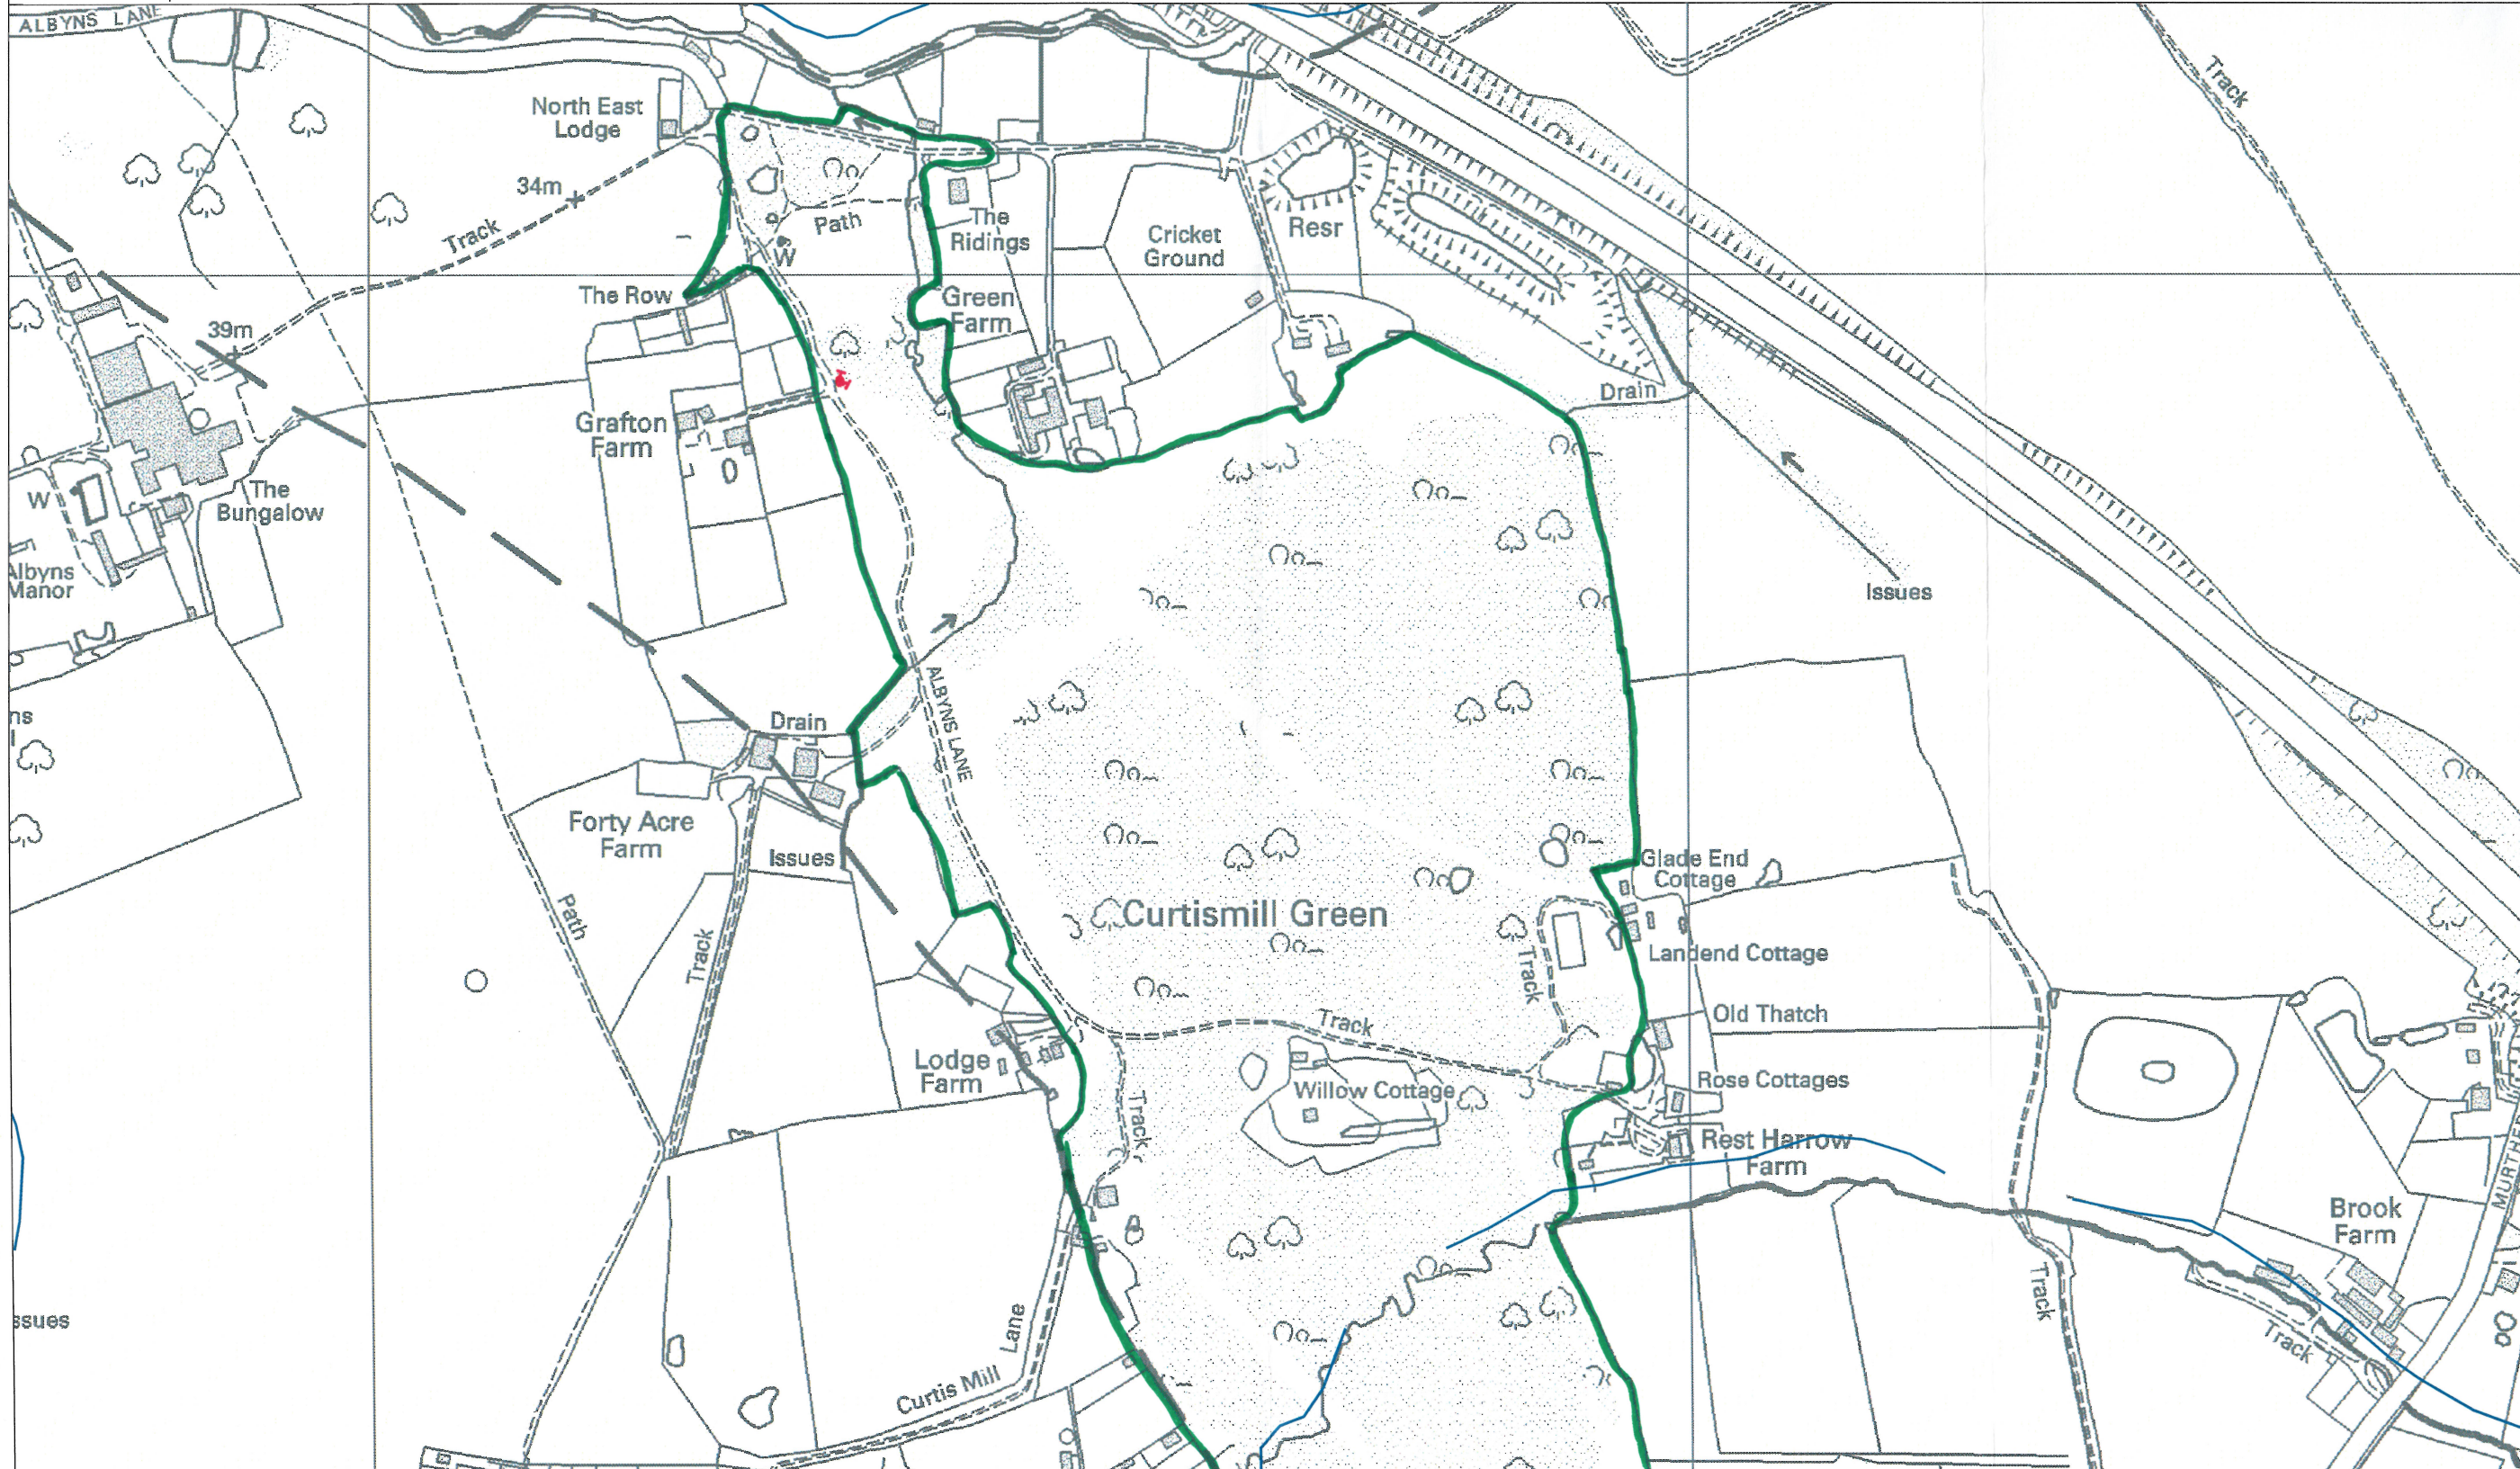 ALBYNS LANE
Track
North East
Lodge
34m
Track
Path
W
The
Ridings
Cricket
Ground
Resr
The Row
Green
Farm
39m
Drain
Grafton
Farm
The
Bungalow
W
Albyns
Manor
Issues
ALBYNS LANE
Drain
Forty Acre
Farm
Issues
Glade End
Cottage
Path
Track
Curtismill Green
Track
Landend Cottage
Old Thatch
Track
Lodge
Farm
Willow Cottage
Rose Cottages
Track
Rest Harrow
Farm
Brook
Farm
Track
Track
Lane
Curtis Mill